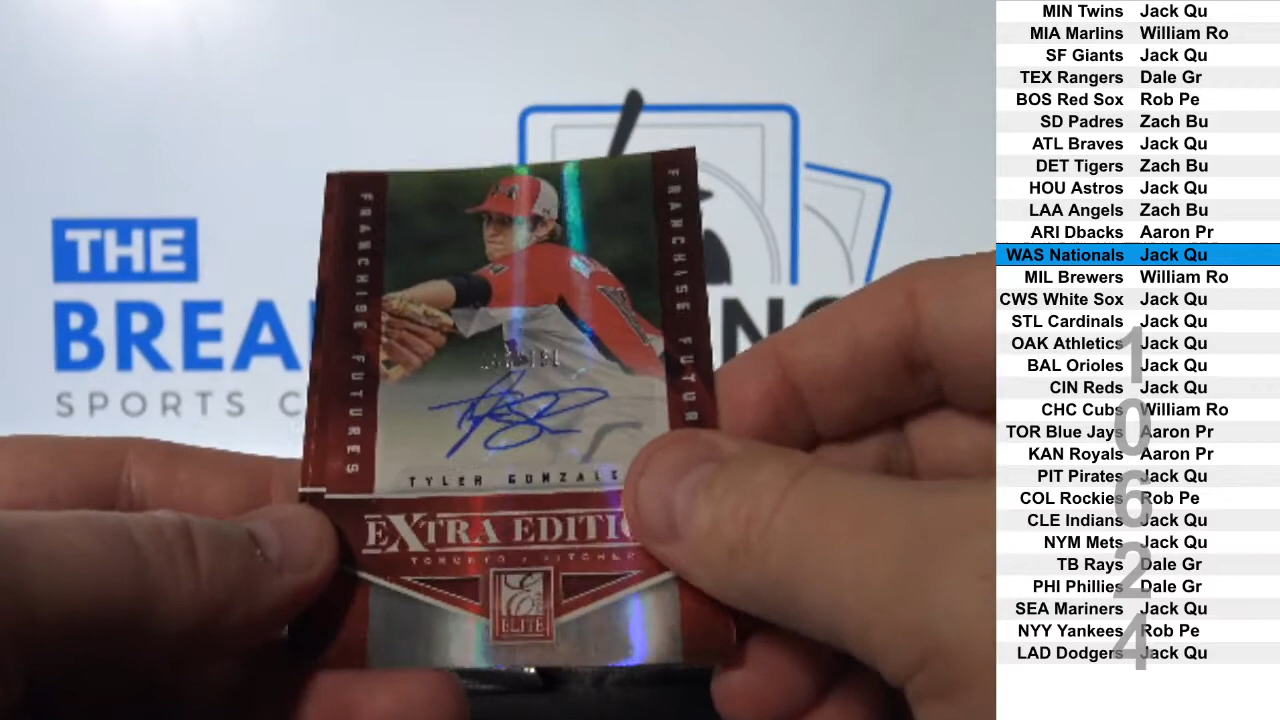 THE
BREA
SPORTS C
FRANCHISE FUTURES
FRANCHISE FUTUR
TYLER GONZALE
EXTRA EDITIO
TORONTO • PITCHER
ELITE
MIN Twins Jack Qu
MIA Marlins William Ro
SF Giants Jack Qu
TEX Rangers Dale Gr
BOS Red Sox Rob Pe
SD Padres Zach Bu
ATL Braves Jack Qu
DET Tigers Zach Bu
HOU Astros Jack Qu
LAA Angels Zach Bu
ARI Dbacks Aaron Pr
WAS Nationals Jack Qu
MIL Brewers William Ro
CWS White Sox Jack Qu
STL Cardinals Jack Qu
OAK Athletics Jack Qu
BAL Orioles Jack Qu
CIN Reds Jack Qu
CHC Cubs William Ro
TOR Blue Jays Aaron Pr
KAN Royals Aaron Pr
PIT Pirates Jack Qu
COL Rockies Rob Pe
CLE Indians Jack Qu
NYM Mets Jack Qu
TB Rays Dale Gr
PHI Phillies Dale Gr
SEA Mariners Jack Qu
NYY Yankees Rob Pe
LAD Dodgers Jack Qu
10624